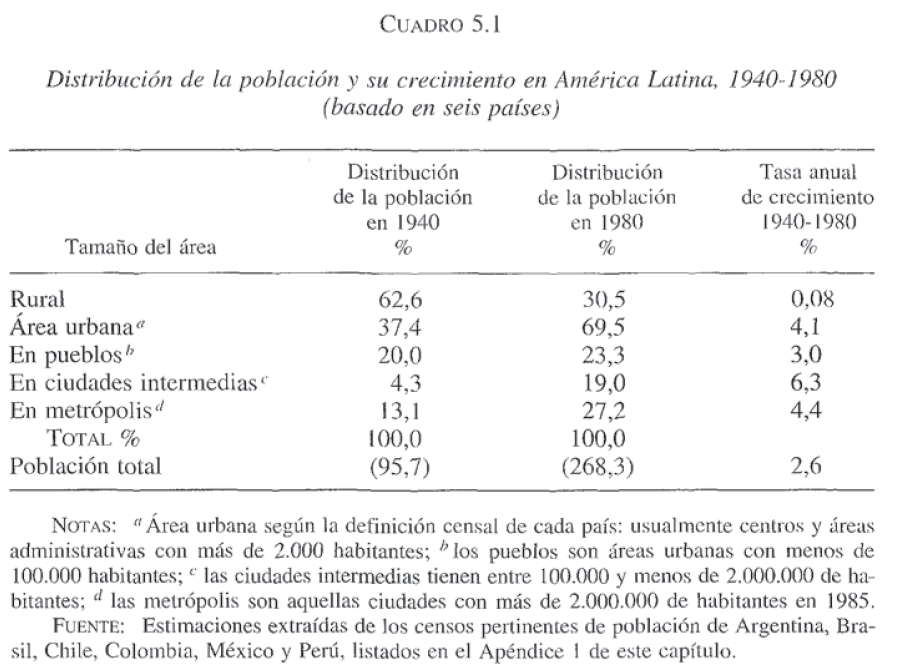 CUADRO 5.1
Distribución de la población y su crecimiento en América Latina, 1940-1980
(basado en seis países)
Distribución Distribución Tasa anual
de la población de la población de crecimiento
en 1940 en 1980 1940-1980
Tamaño del área % % %
Rural 62,6 30,5 0,08
Área urbana a 37,4 69,5 4,1
En pueblos b 20,0 23,3 3,0
En ciudades intermedias c 4,3 19,0 6,3
En metrópolis d 13,1 27,2 4,4
TOTAL % 100,0 100,0
Población total (95,7) (268,3) 2,6
NOTAS: a Área urbana según la definición censal de cada país: usualmente centros y áreas
administrativas con más de 2.000 habitantes; b los pueblos son áreas urbanas con menos de
100.000 habitantes; c las ciudades intermedias tienen entre 100.000 y menos de 2.000.000 de ha-
bitantes; d las metrópolis son aquellas ciudades con más de 2.000.000 de habitantes en 1985.
FUENTE: Estimaciones extraídas de los censos pertinentes de población de Argentina, Bra-
sil, Chile, Colombia, México y Perú, listados en el Apéndice 1 de este capítulo.